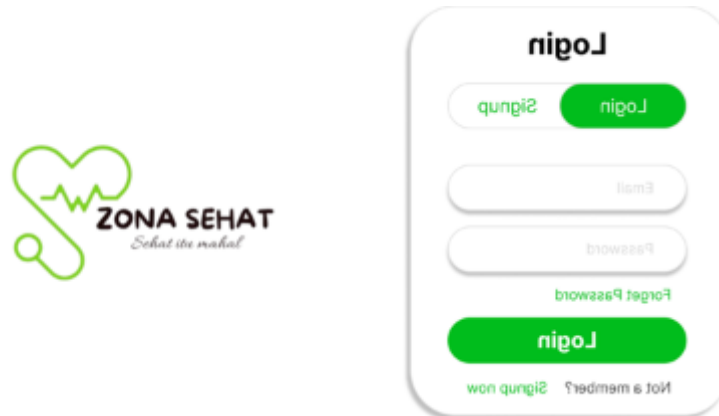 ZONA SEHAT
Sehat itu mahal
Login
Login Signup
Email
Password
Forget Password
Login
Not a member? Signup now